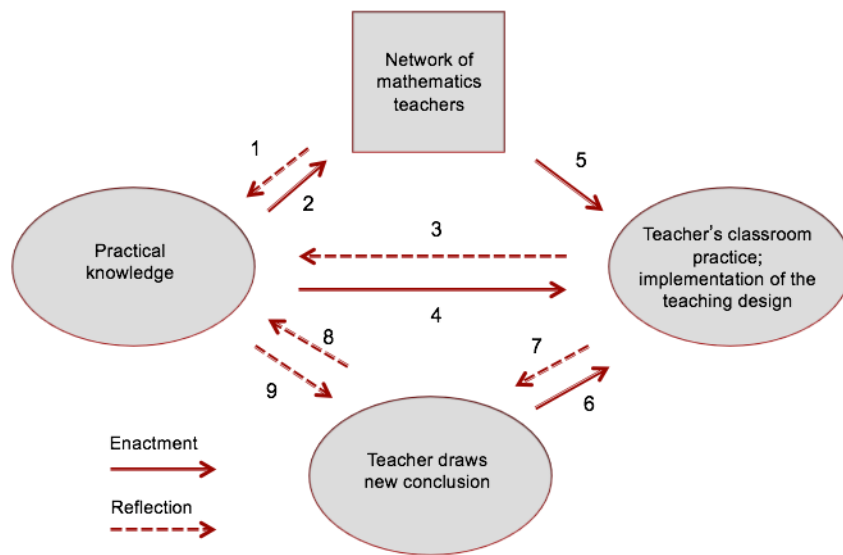 Network of
mathematics
teachers
1
2
5
3
4
Practical
knowledge
Teacher's classroom
practice;
implementation of the
teaching design
8
9
7
6
Teacher draws
new conclusion
Enactment
Reflection